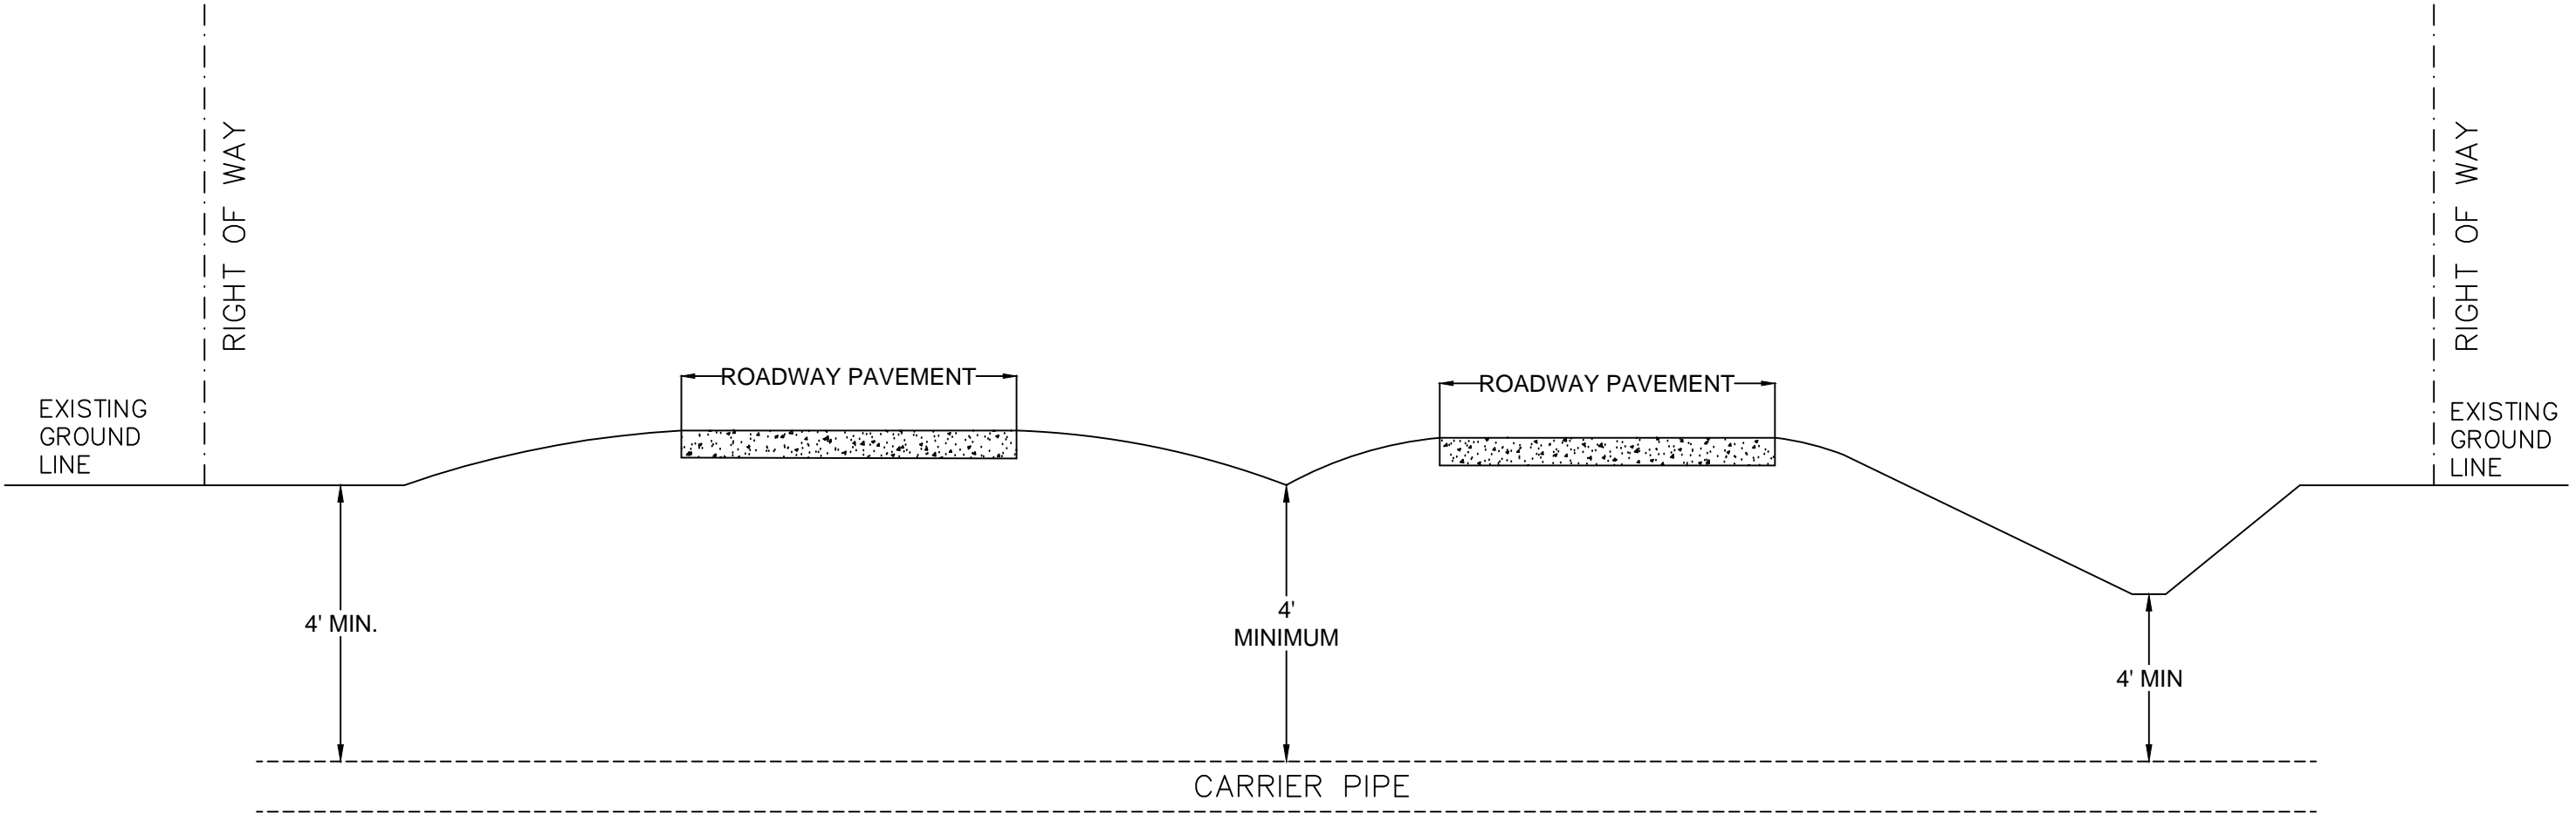 RIGHT OF WAY
RIGHT OF WAY
ROADWAY PAVEMENT
ROADWAY PAVEMENT
EXISTING
GROUND
LINE
EXISTING
GROUND
LINE
4' MIN.
4'
MINIMUM
4' MIN
CARRIER PIPE